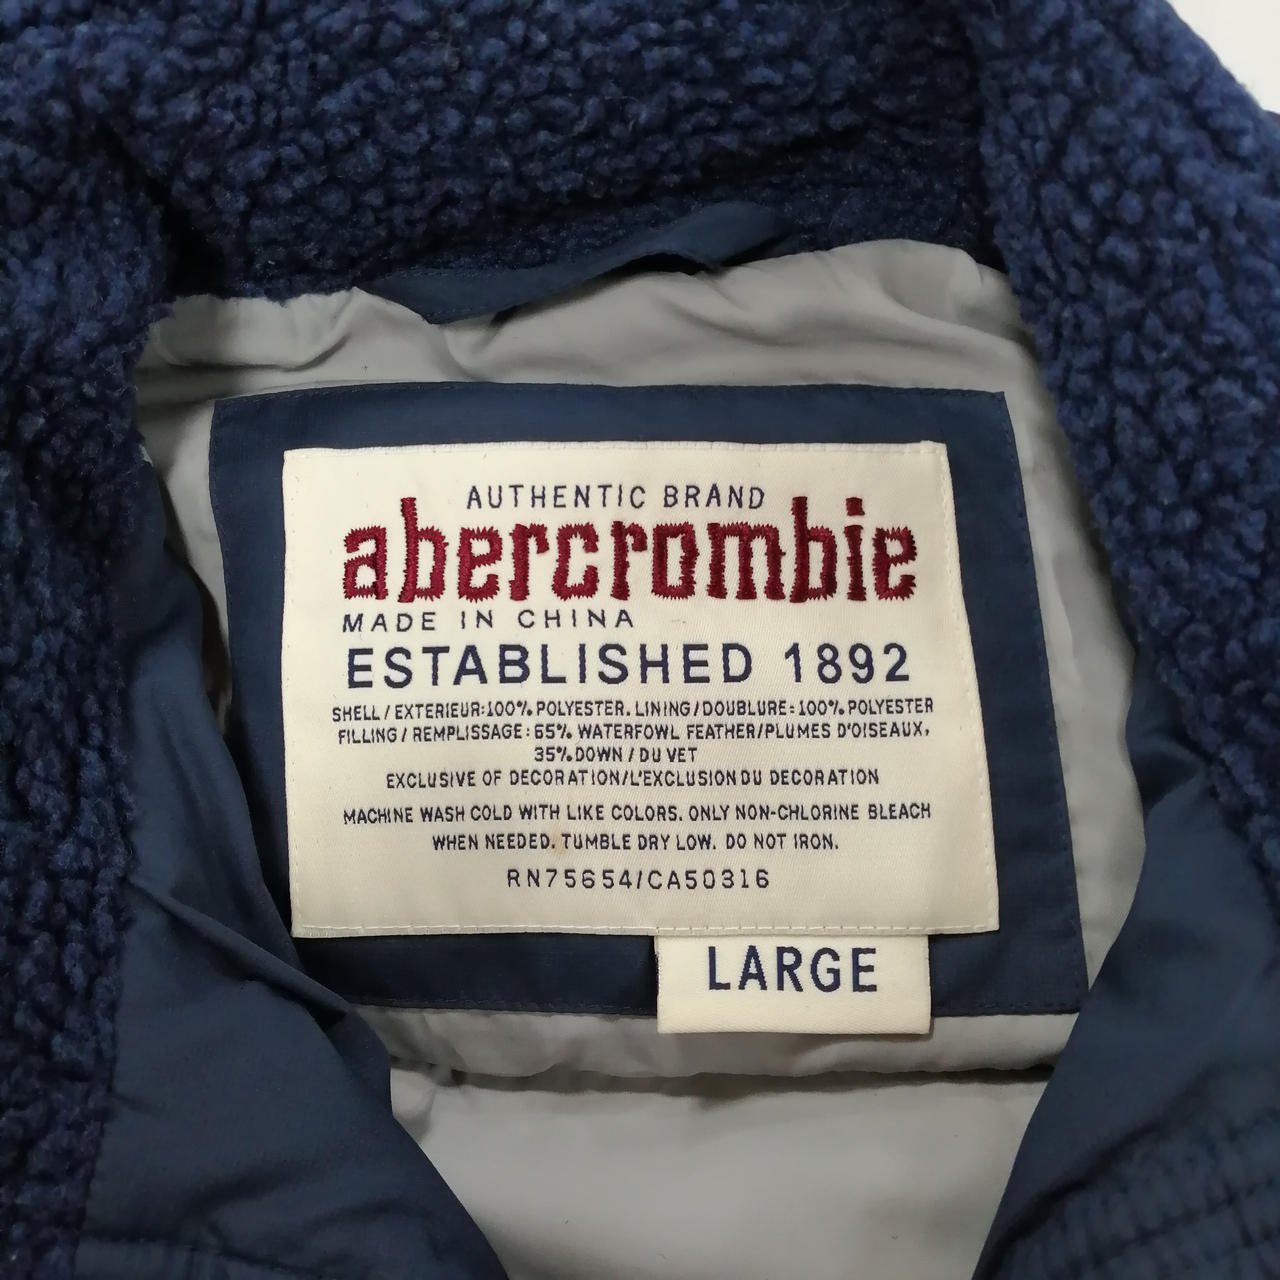 AUTHENTIC BRAND
abercrombie
MADE IN CHINA
ESTABLISHED 1892
SHELL/EXTERIEUR:100% POLYESTER. LINING/DOUBLURE:100% POLYESTER
FILLING/REMPLISSAGE:65% WATERFOWL FEATHER/PLUMES D'OISEAUX,
35%DOWN/DU VET
EXCLUSIVE OF DECORATION/L'EXCLUSION DU DECORATION
MACHINE WASH COLD WITH LIKE COLORS. ONLY NON-CHLORINE BLEACH
WHEN NEEDED. TUMBLE DRY LOW. DO NOT IRON.
RN75654/CA50316
LARGE